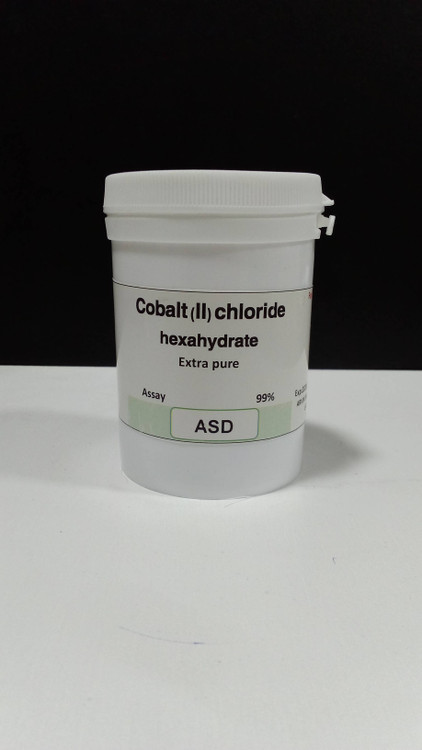 Cobalt (II) chloride
hexahydrate
Extra pure
Assay 99%
ASD